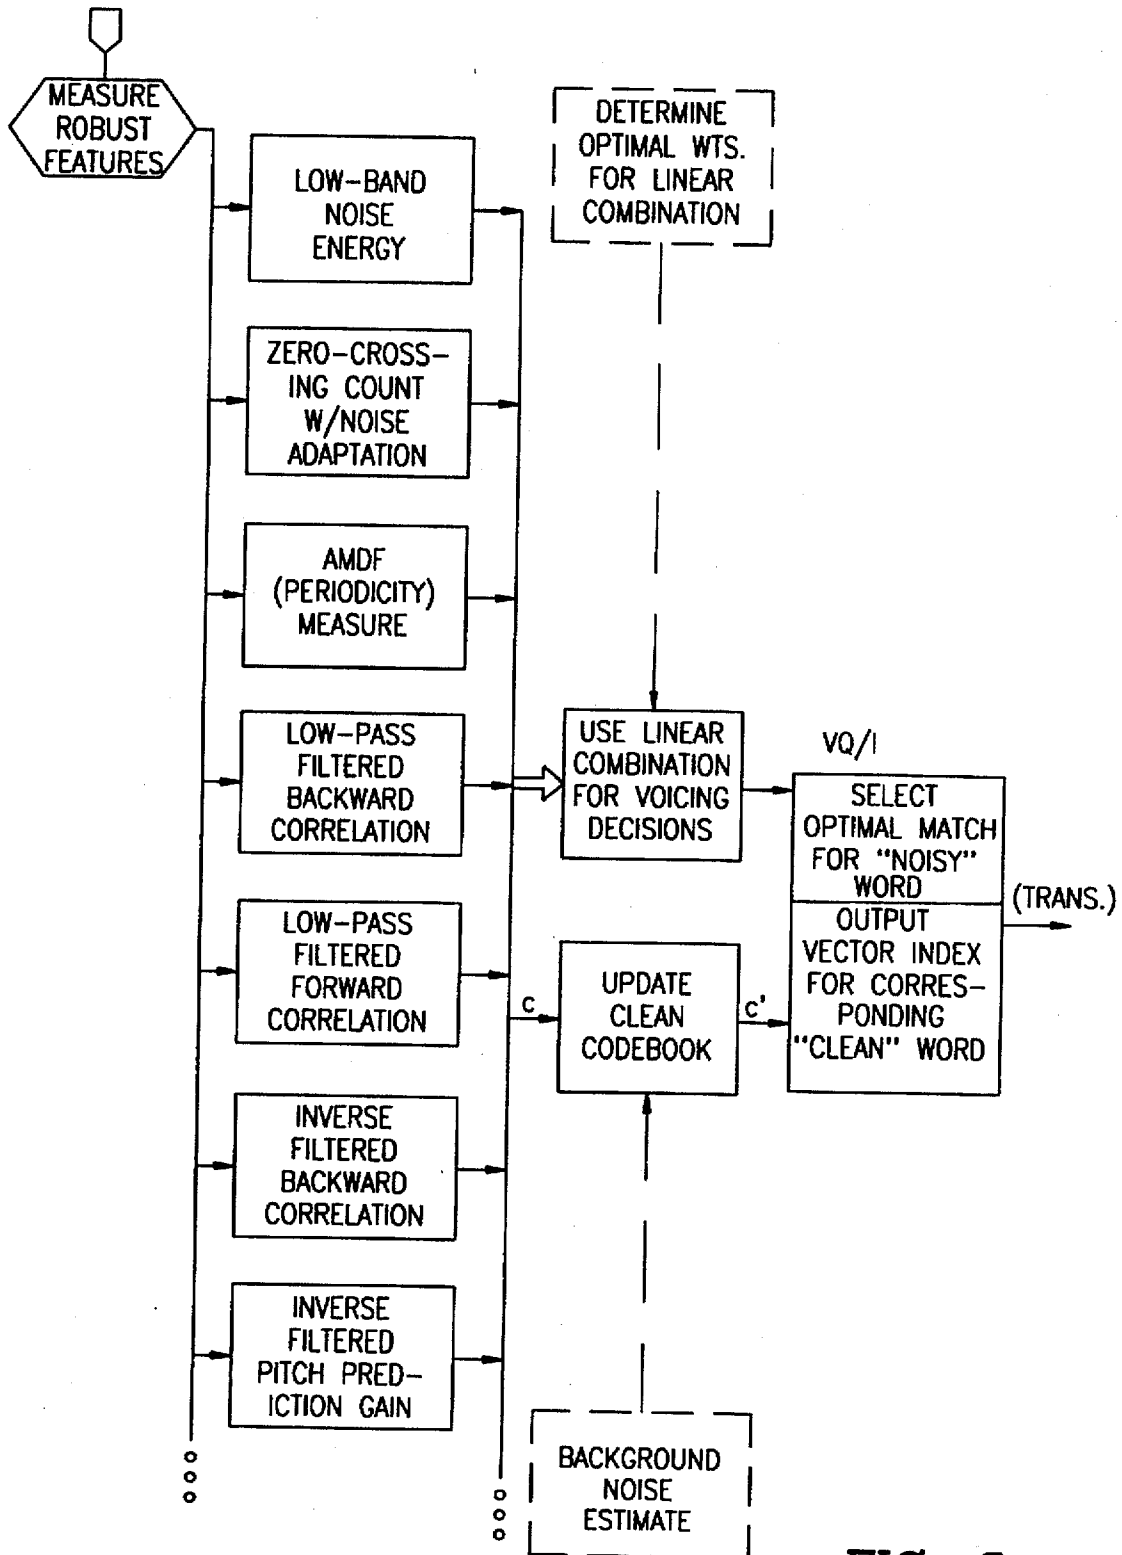 MEASURE
ROBUST
FEATURES
LOW-BAND
NOISE
ENERGY
ZERO-CROSS-
ING COUNT
W/NOISE
ADAPTATION
AMDF
(PERIODICITY)
MEASURE
LOW-PASS
FILTERED
BACKWARD
CORRELATION
LOW-PASS
FILTERED
FORWARD
CORRELATION
INVERSE
FILTERED
BACKWARD
CORRELATION
INVERSE
FILTERED
PITCH PRED-
ICTION GAIN
DETERMINE
OPTIMAL WTS.
FOR LINEAR
COMBINATION
USE LINEAR
COMBINATION
FOR VOICING
DECISIONS
C
UPDATE
CLEAN
CODEBOOK
C'
BACKGROUND
NOISE
ESTIMATE
VQ/I
SELECT
OPTIMAL MATCH
FOR "NOISY"
WORD
OUTPUT
VECTOR INDEX
FOR CORRES-
PONDING
"CLEAN" WORD
(TRANS.)